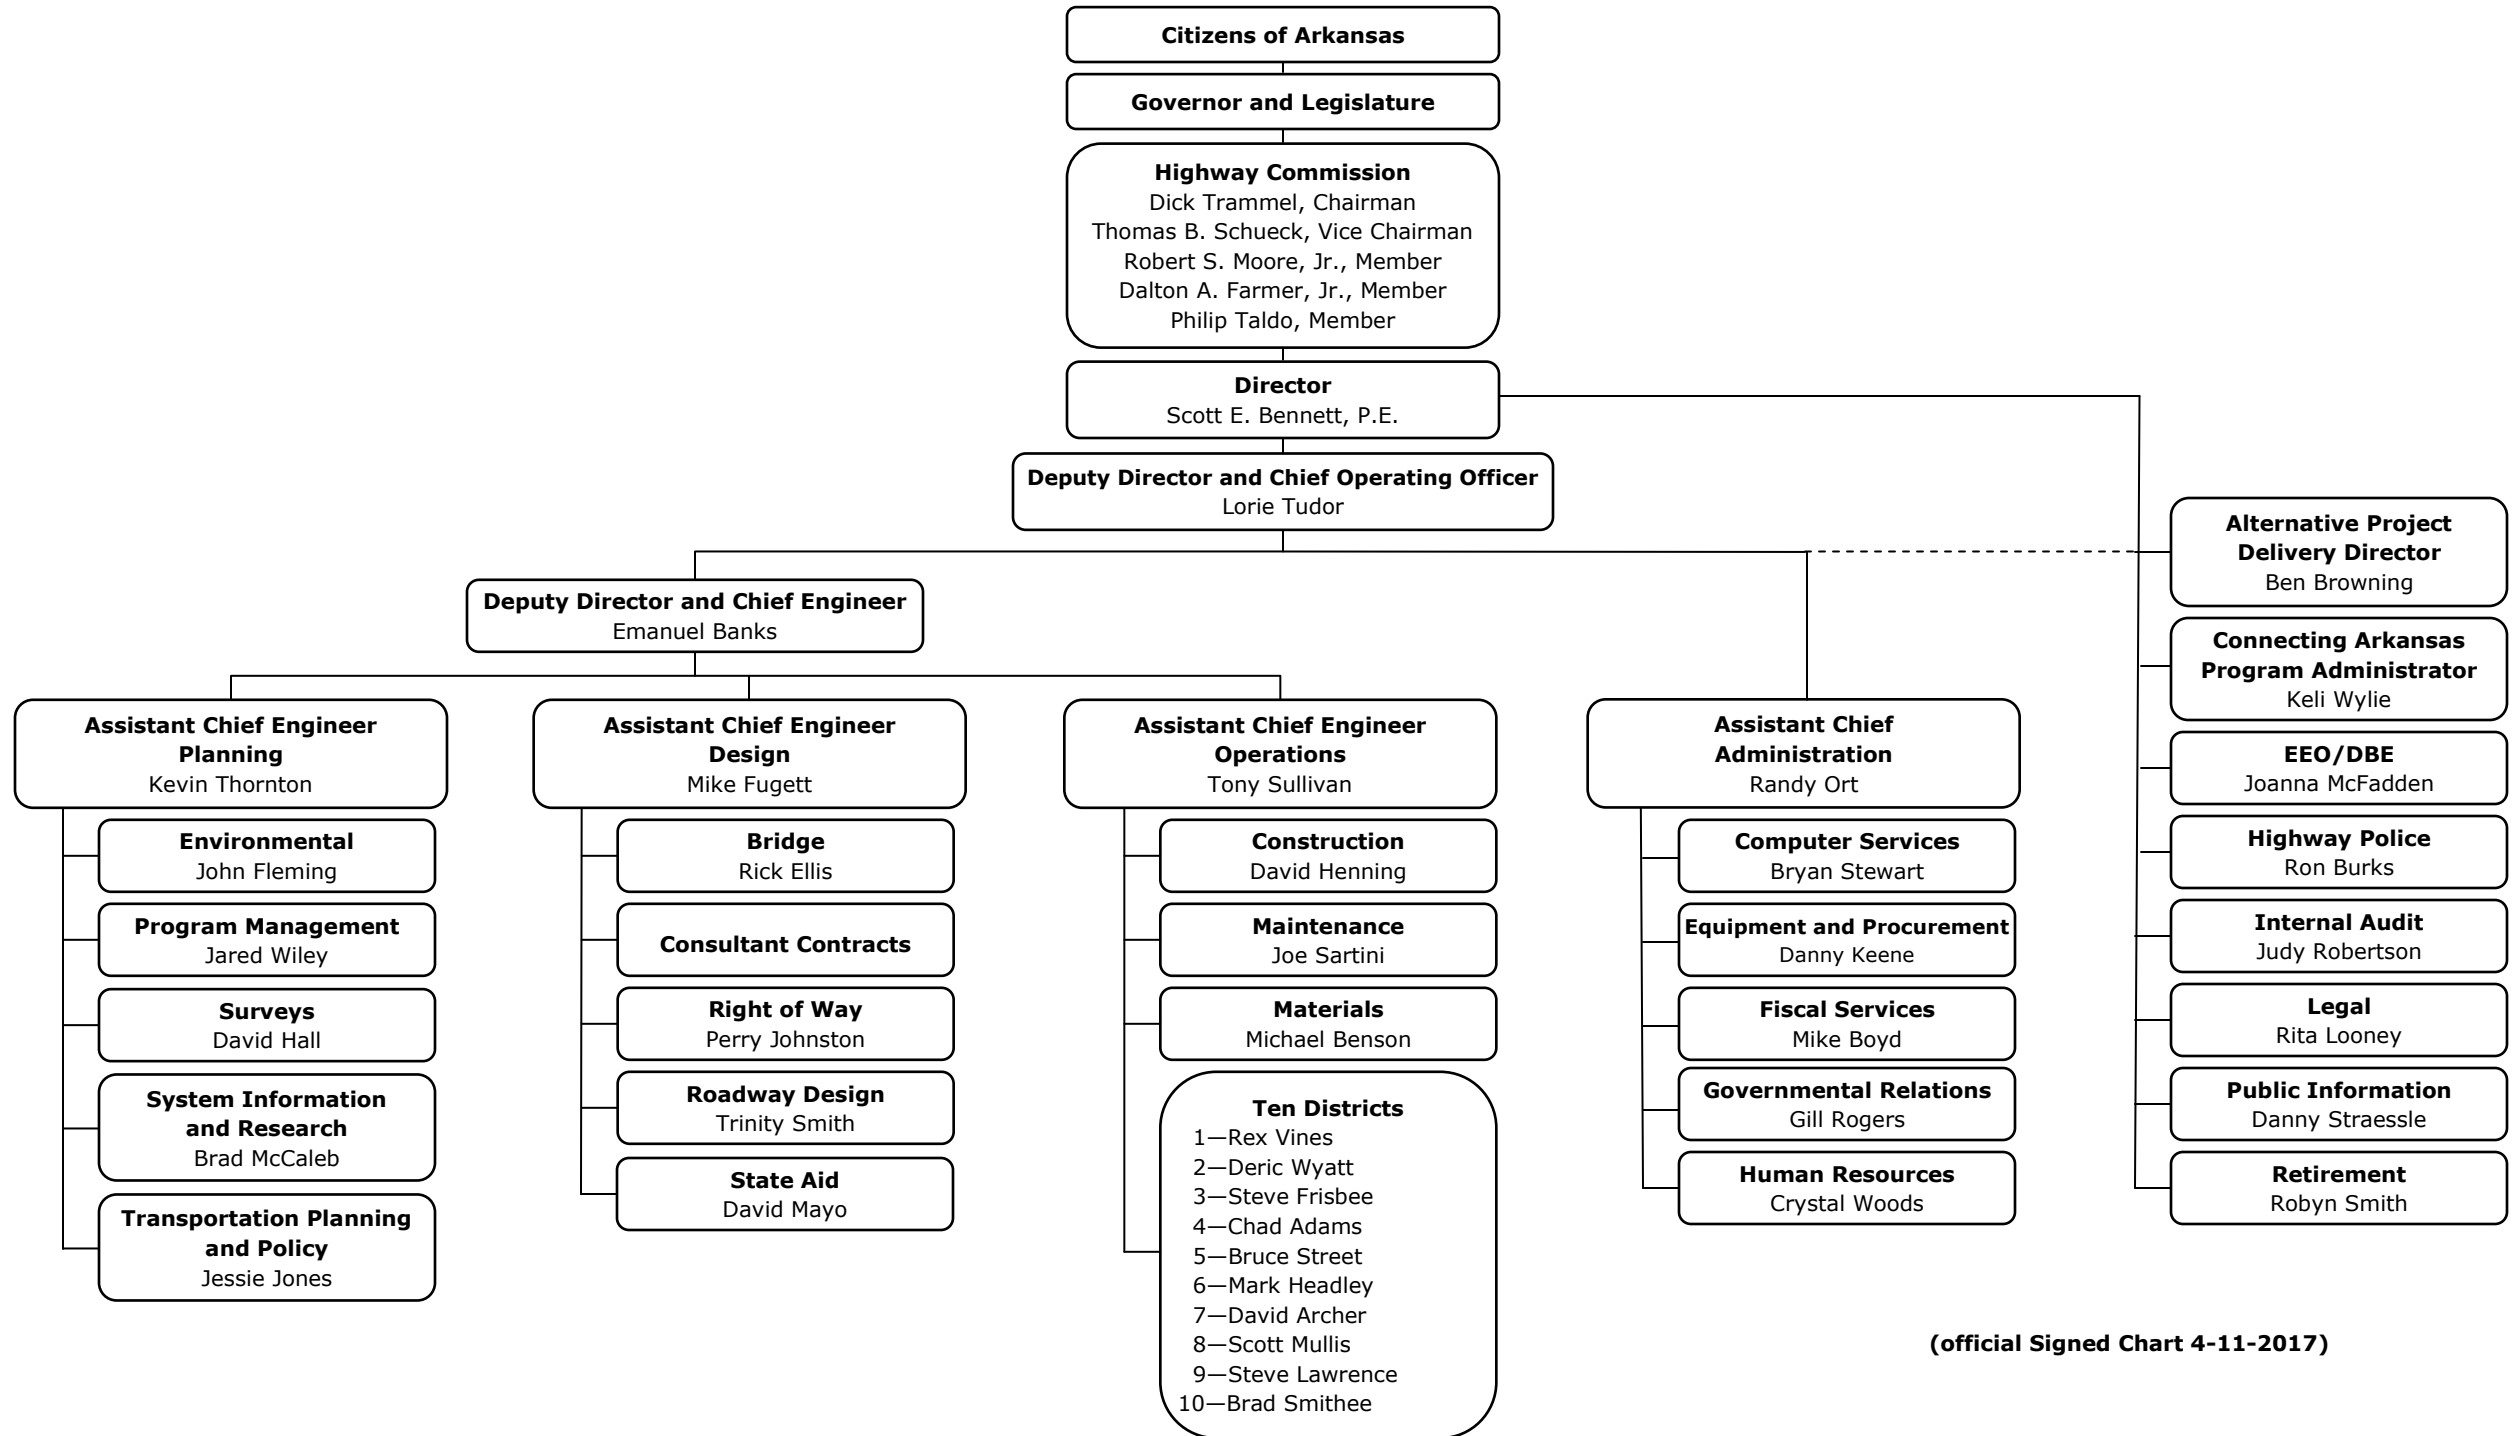 Citizens of Arkansas
Governor and Legislature
Highway Commission
Dick Trammel, Chairman
Thomas B. Schueck, Vice Chairman
Robert S. Moore, Jr., Member
Dalton A. Farmer, Jr., Member
Philip Taldo, Member
Director
Scott E. Bennett, P.E.
Deputy Director and Chief Operating Officer
Lorie Tudor
Deputy Director and Chief Engineer
Emanuel Banks
Assistant Chief Engineer
Planning
Kevin Thornton
Environmental
John Fleming
Program Management
Jared Wiley
Surveys
David Hall
System Information
and Research
Brad McCaleb
Transportation Planning
and Policy
Jessie Jones
Assistant Chief Engineer
Design
Mike Fugett
Bridge
Rick Ellis
Consultant Contracts
Right of Way
Perry Johnston
Roadway Design
Trinity Smith
State Aid
David Mayo
Assistant Chief Engineer
Operations
Tony Sullivan
Construction
David Henning
Maintenance
Joe Sartini
Materials
Michael Benson
Ten Districts
1—Rex Vines
2—Deric Wyatt
3—Steve Frisbee
4—Chad Adams
5—Bruce Street
6—Mark Headley
7—David Archer
8—Scott Mullis
9—Steve Lawrence
10—Brad Smithee
Assistant Chief
Administration
Randy Ort
Computer Services
Bryan Stewart
Equipment and Procurement
Danny Keene
Fiscal Services
Mike Boyd
Governmental Relations
Gill Rogers
Human Resources
Crystal Woods
Alternative Project
Delivery Director
Ben Browning
Connecting Arkansas
Program Administrator
Keli Wylie
EEO/DBE
Joanna McFadden
Highway Police
Ron Burks
Internal Audit
Judy Robertson
Legal
Rita Looney
Public Information
Danny Straessle
Retirement
Robyn Smith
(official Signed Chart 4-11-2017)